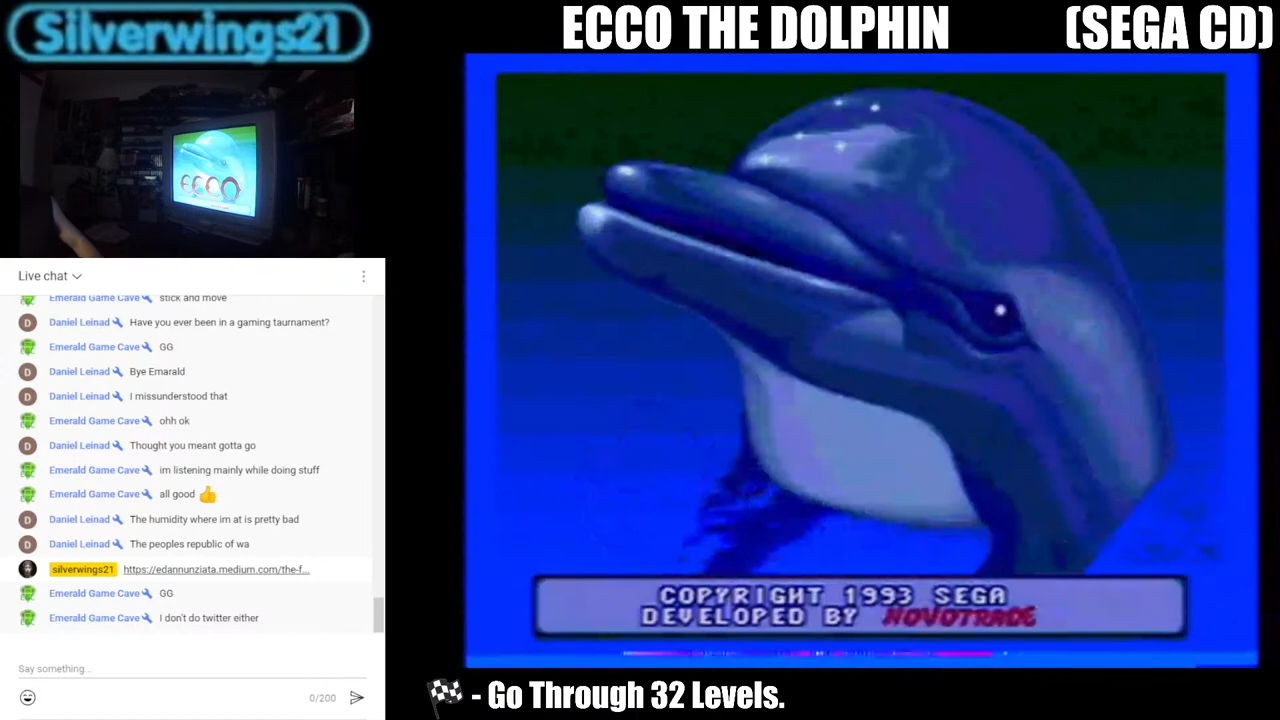 Silverwings21
ECCO THE DOLPHIN (SEGA CD)
ECCO
Live chat
Emerald Game Cave stick and move
Daniel Leinad Have you ever been in a gaming taurnament?
Emerald Game Cave GG
Daniel Leinad Bye Emarald
Daniel Leinad I missunderstood that
Emerald Game Cave ohh ok
Daniel Leinad Thought you meant gotta go
Emerald Game Cave im listening mainly while doing stuff
Emerald Game Cave all good 👍
Daniel Leinad The humidity where im at is pretty bad
Daniel Leinad The peoples republic of wa
silverwings21 https://edannunziata.medium.com/the-f...
Emerald Game Cave GG
Emerald Game Cave I don't do twitter either
Say something...
0/200
COPYRIGHT 1993 SEGA
DEVELOPED BY NOVOTRADE
- Go Through 32 Levels.